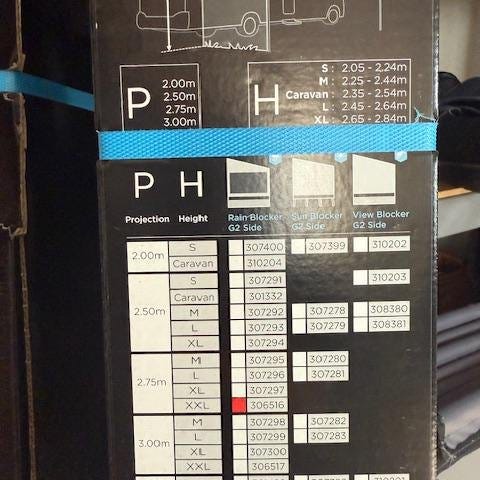 P
2.00m
2.50m
2.75m
3.00m
H
S : 2.05 - 2.24m
M : 2.25 - 2.44m
Caravan : 2.35 - 2.54m
L : 2.45 - 2.64m
XL : 2.65 - 2.84m
P H
Projection Height Rain Blocker G2 Side Sun Blocker G2 Side View Blocker G2 Side
2.00m S 307400 307399 310202
Caravan 310204
2.50m S 307291 310203
Caravan 301332
M 307292 307278 308380
L 307293 307279 308381
XL 307294
2.75m M 307295 307280
L 307296 307281
XL 307297
XXL 306516
3.00m M 307298 307282
L 307299 307283
XL 307300
XXL 306517